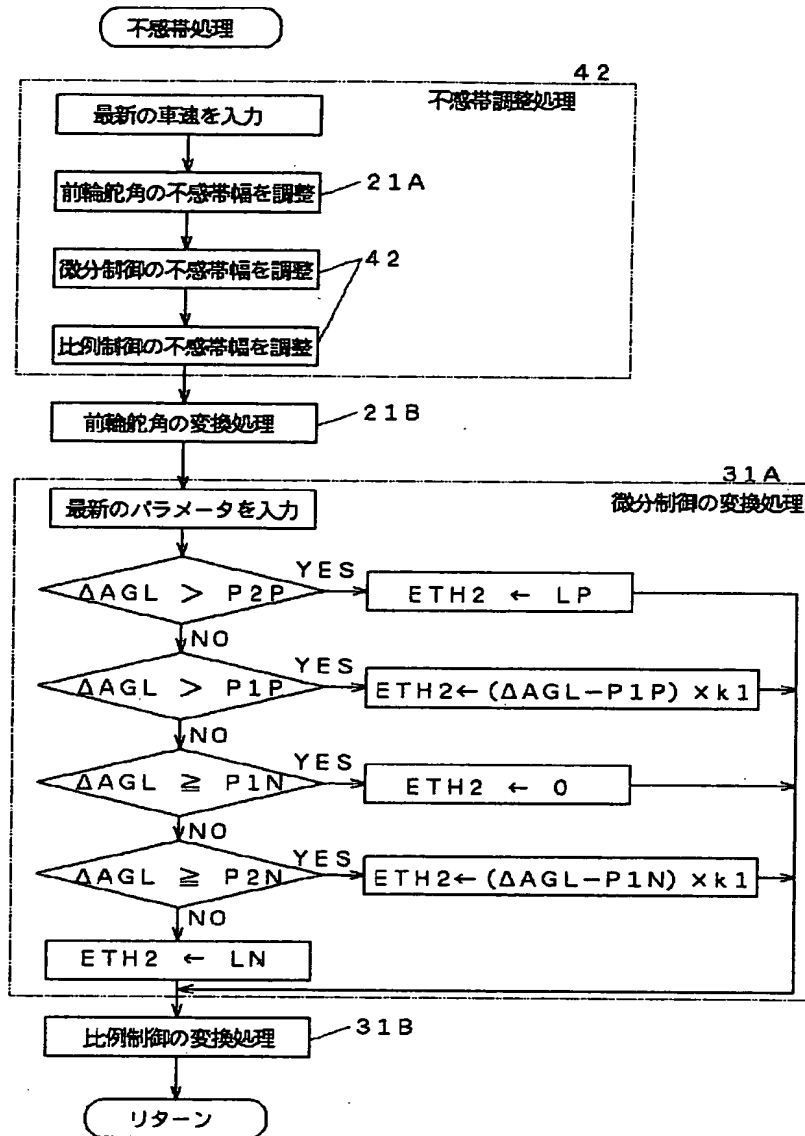 不感帯処理
42
不感帯調整処理
最新の車速を入力
前輪舵角の不感帯幅を調整
21A
微分制御の不感帯幅を調整
42
比例制御の不感帯幅を調整
前輪舵角の変換処理
21B
31A
微分制御の変換処理
最新のパラメータを入力
ΔAGL > P2P
YES
ETH2 ← LP
NO
ΔAGL > P1P
YES
ETH2←(ΔAGL-P1P)×k1
NO
ΔAGL ≧ P1N
YES
ETH2 ← 0
NO
ΔAGL ≧ P2N
YES
ETH2←(ΔAGL-P1N)×k1
NO
ETH2 ← LN
比例制御の変換処理
31B
リターン